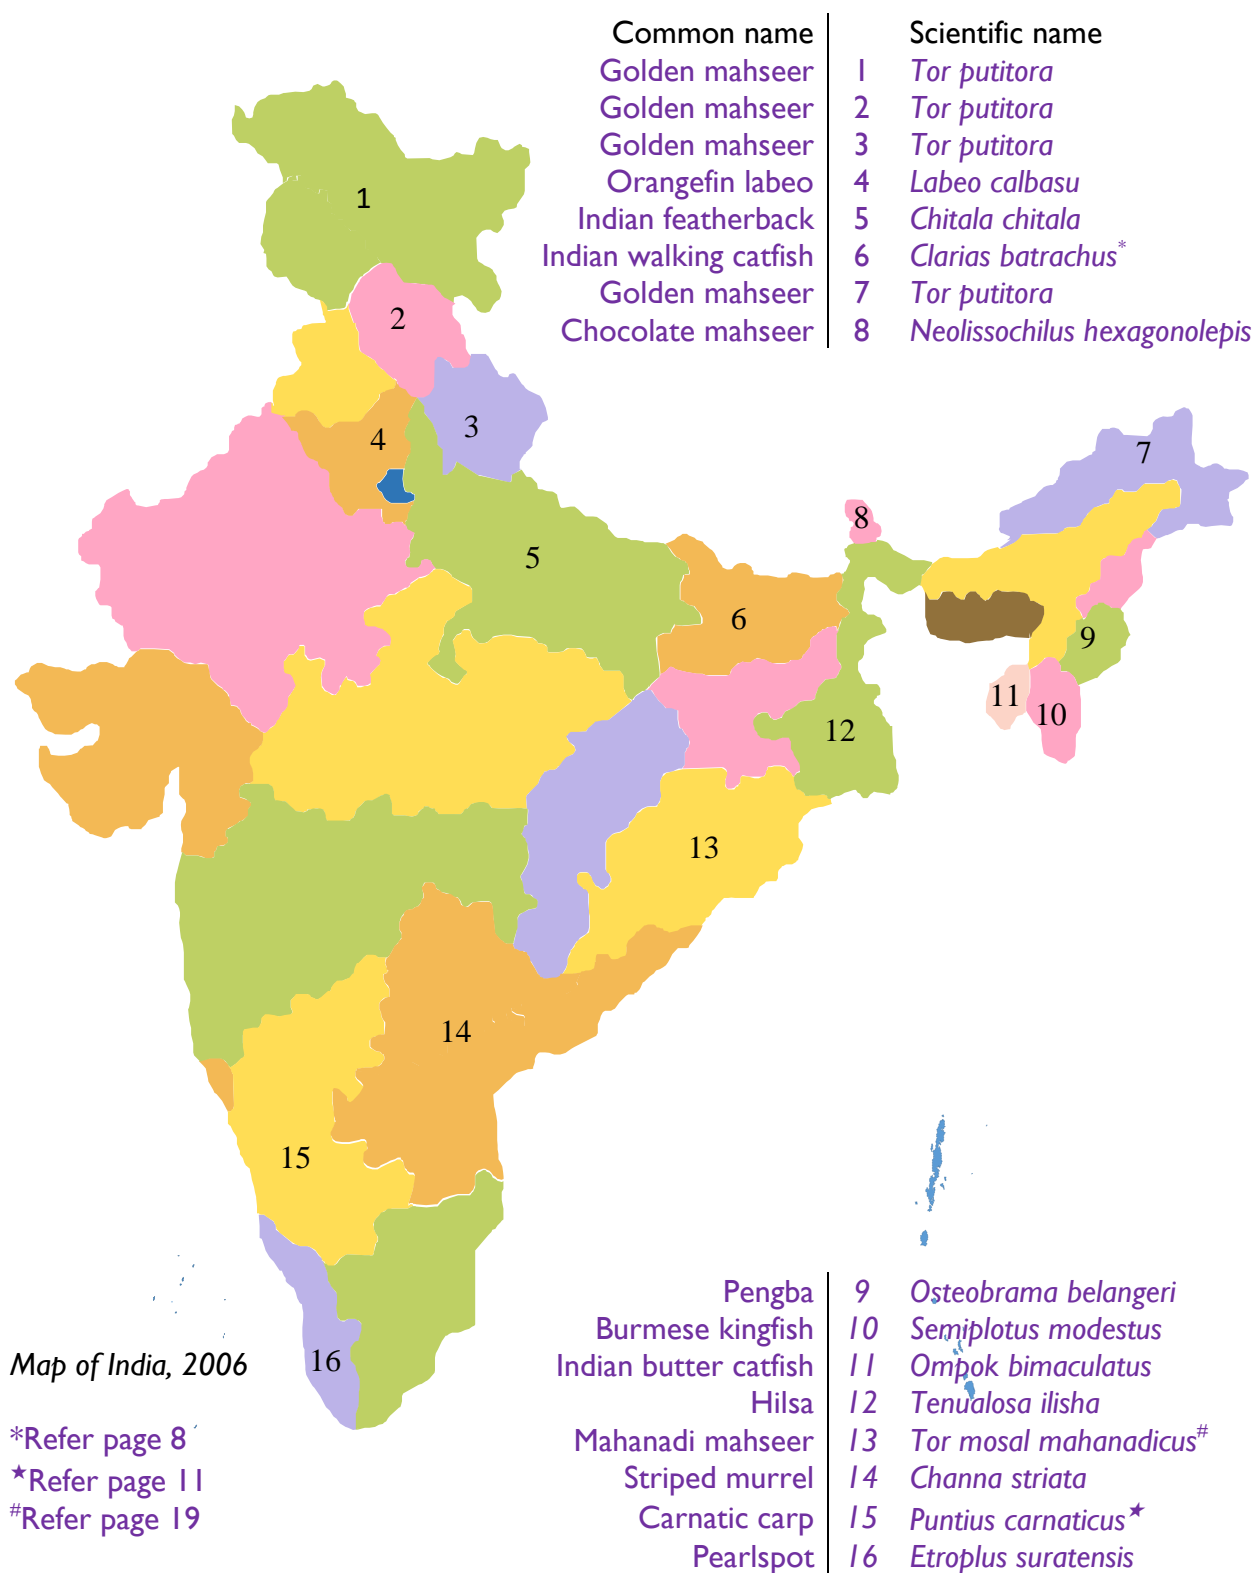 Common name Scientific name
Golden mahseer 1 Tor putitora
Golden mahseer 2 Tor putitora
Golden mahseer 3 Tor putitora
Orangefin labeo 4 Labeo calbasu
Indian featherback 5 Chitala chitala
Indian walking catfish 6 Clarias batrachus*
Golden mahseer 7 Tor putitora
Chocolate mahseer 8 Neolissochilus hexagonolepis
1
2
3
4
7
8
5
6
9
11
10
12
13
14
15
16
Pengba 9 Osteobrama belangeri
Burmese kingfish 10 Semiplotus modestus
Indian butter catfish 11 Ompok bimaculatus
Hilsa 12 Tenualosa ilisha
Mahanadi mahseer 13 Tor mosal mahanadicus#
Striped murrel 14 Channa striata
Carnatic carp 15 Puntius carnaticus★
Pearlspot 16 Etroplus suratensis
Map of India, 2006
*Refer page 8
★Refer page 11
#Refer page 19